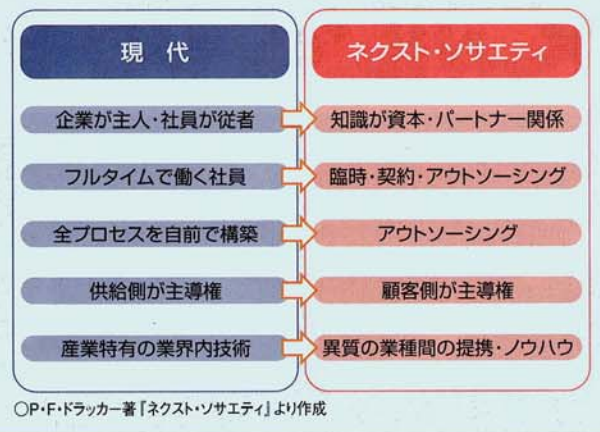 現代
ネクスト・ソサエティ
企業が主人・社員が従者
知識が資本・パートナー関係
フルタイムで働く社員
臨時・契約・アウトソーシング
全プロセスを自前で構築
アウトソーシング
供給側が主導権
顧客側が主導権
産業特有の業界内技術
異質の業種間の提携・ノウハウ
○P・F・ドラッカー著『ネクスト・ソサエティ』より作成